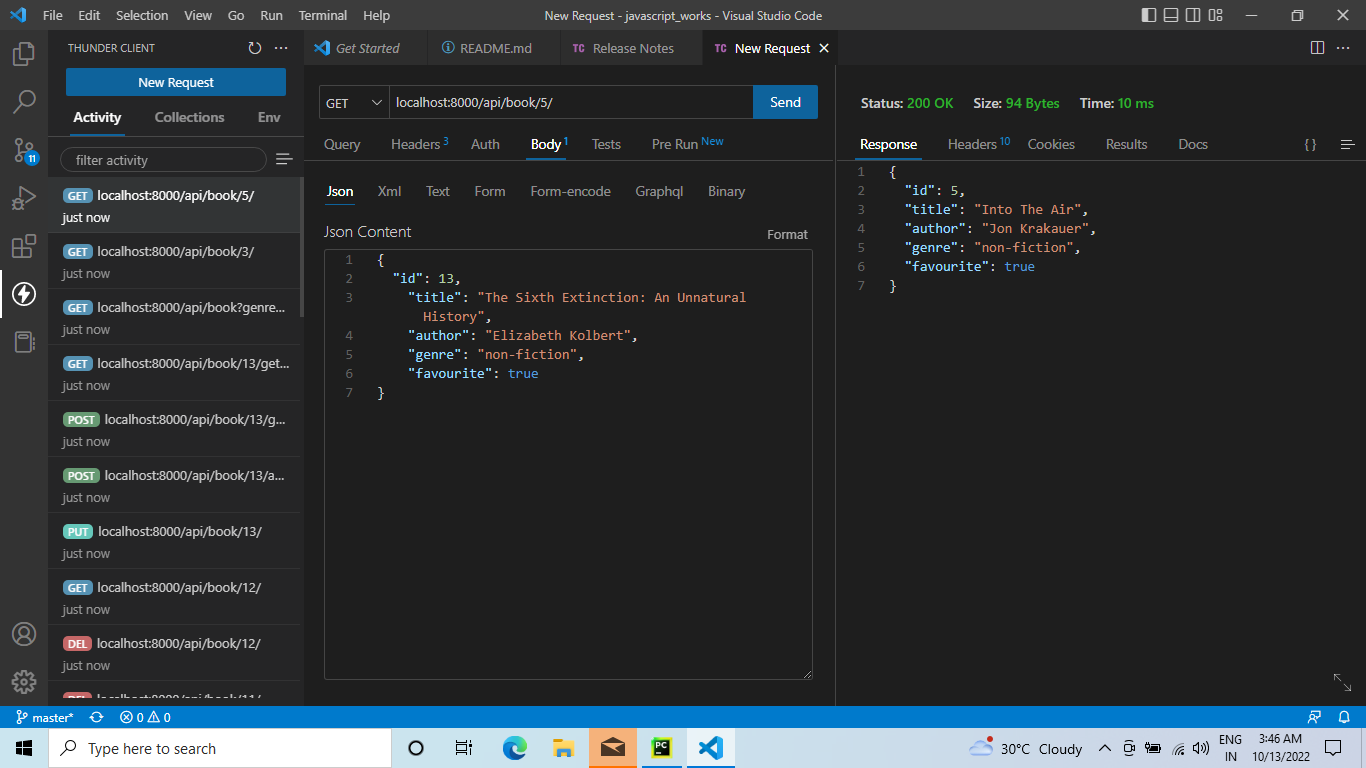 File Edit Selection View Go Run Terminal Help New Request - javascript_works - Visual Studio Code
THUNDER CLIENT
New Request
Activity Collections Env
filter activity
GET localhost:8000/api/book/5/
just now
GET localhost:8000/api/book/3/
just now
GET localhost:8000/api/book?genre...
just now
GET localhost:8000/api/book/13/get...
just now
POST localhost:8000/api/book/13/g...
just now
POST localhost:8000/api/book/13/a...
just now
PUT localhost:8000/api/book/13/
just now
GET localhost:8000/api/book/12/
just now
DEL localhost:8000/api/book/12/
just now
DEL localhost:8000/api/book/11/
11
Get Started README.md TC Release Notes TC New Request
GET localhost:8000/api/book/5/ Send
Query Headers 3 Auth Body 1 Tests Pre Run New
Json Xml Text Form Form-encode Graphql Binary
Json Content Format
1 {
2 "id": 13,
3 "title": "The Sixth Extinction: An Unnatural
History",
4 "author": "Elizabeth Kolbert",
5 "genre": "non-fiction",
6 "favourite": true
7 }
Status: 200 OK Size: 94 Bytes Time: 10 ms
Response Headers 10 Cookies Results Docs { }
1 {
2 "id": 5,
3 "title": "Into The Air",
4 "author": "Jon Krakauer",
5 "genre": "non-fiction",
6 "favourite": true
7 }
master* 0 0
Type here to search
PC
30°C Cloudy
ENG
IN
3:46 AM
10/13/2022